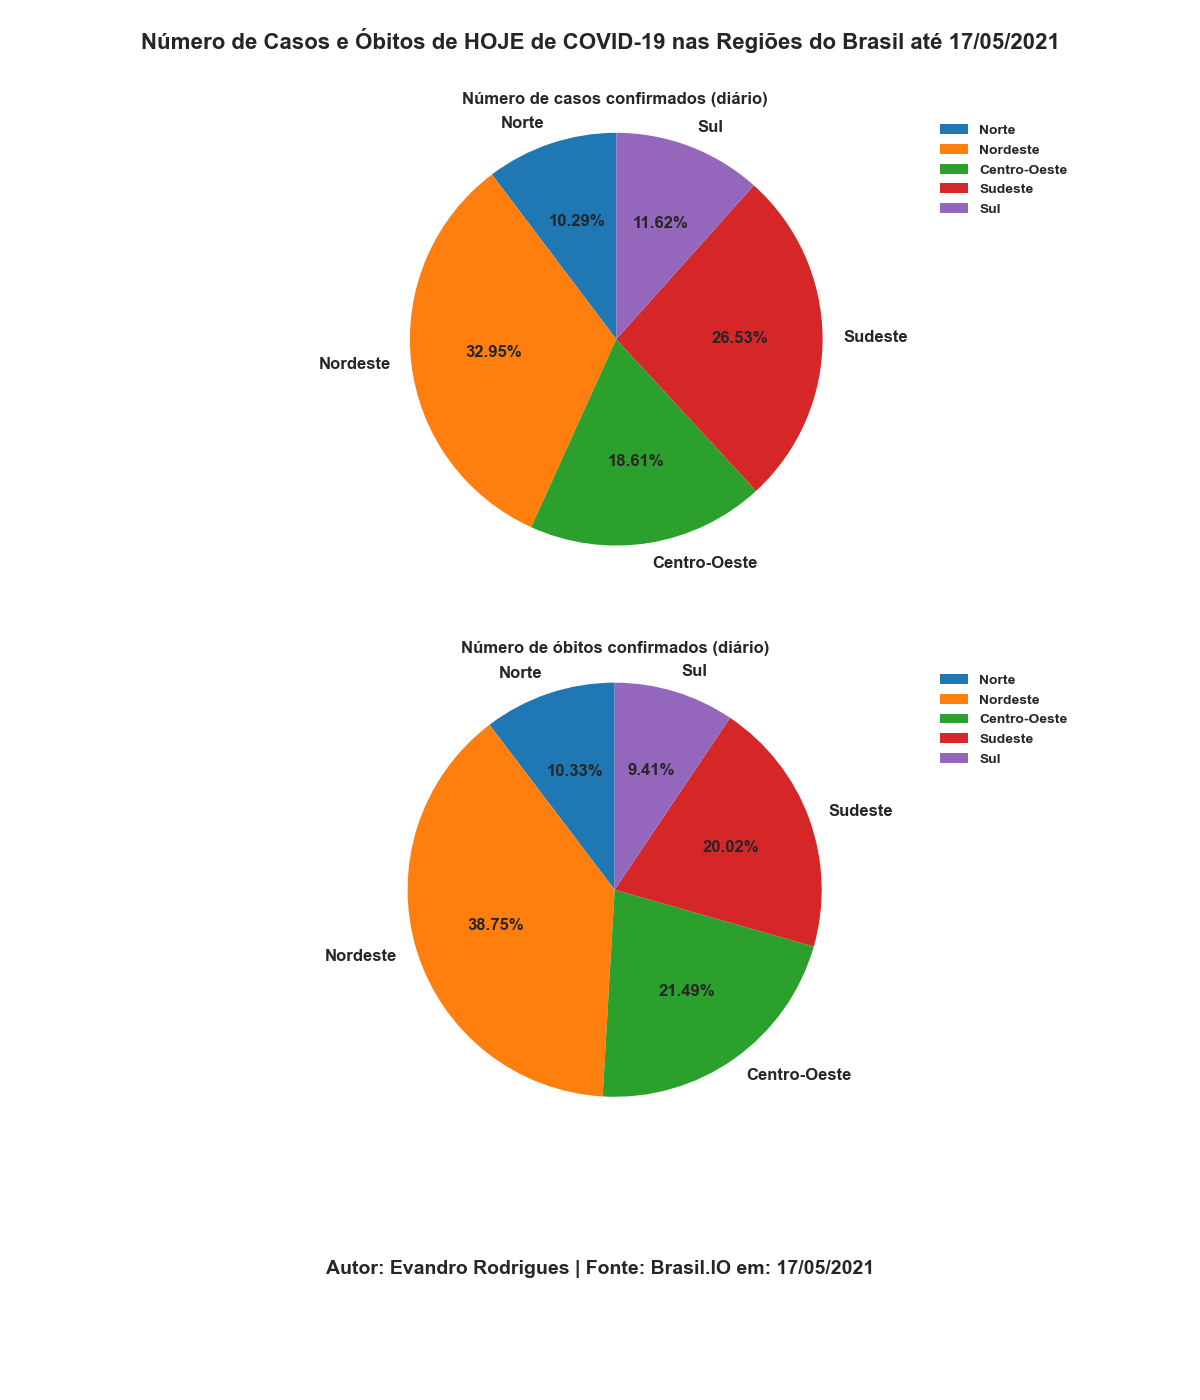 Número de Casos e Óbitos de HOJE de COVID-19 nas Regiões do Brasil até 17/05/2021
Número de casos confirmados (diário)
Norte
Sul
10.29%
11.62%
Nordeste
32.95%
26.53%
Sudeste
18.61%
Centro-Oeste
Norte
Nordeste
Centro-Oeste
Sudeste
Sul
Número de óbitos confirmados (diário)
Norte
Sul
10.33%
9.41%
Sudeste
20.02%
38.75%
Nordeste
21.49%
Centro-Oeste
Norte
Nordeste
Centro-Oeste
Sudeste
Sul
Autor: Evandro Rodrigues | Fonte: Brasil.IO em: 17/05/2021